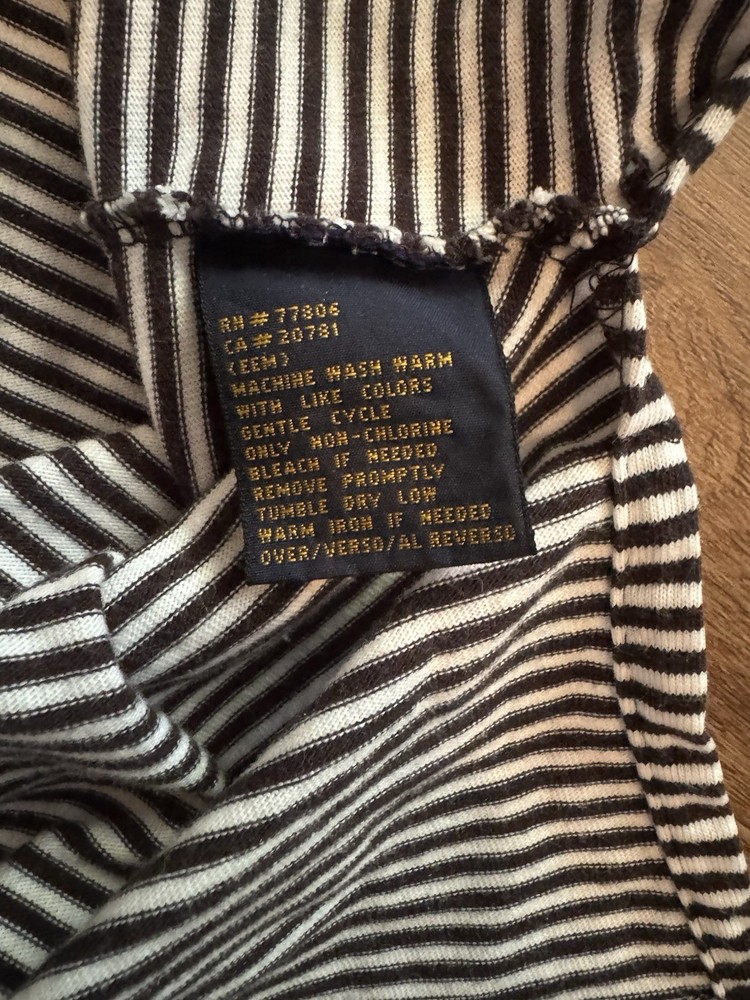 RN#77806
CA#20781
(EEM)
MACHINE WASH WARM
WITH LIKE COLORS
GENTLE CYCLE
ONLY NON-CHLORINE
BLEACH IF NEEDED
REMOVE PROMPTLY
TUMBLE DRY LOW
WARM IRON IF NEEDED
OVER/VERSO/AL REVERSO